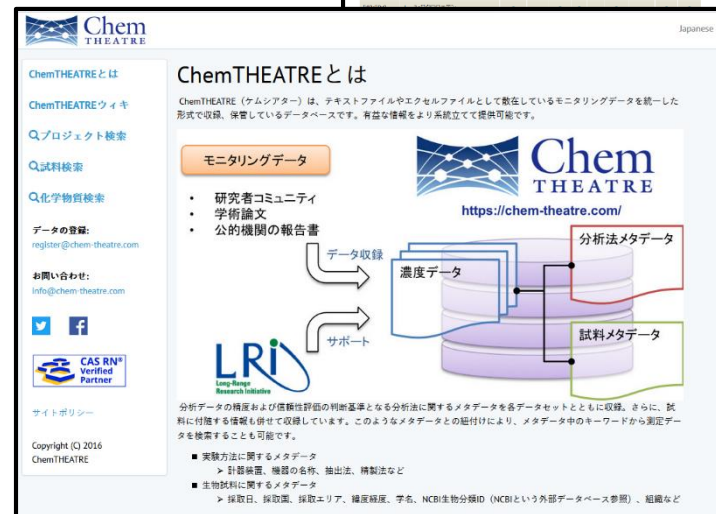 Chem
THEATRE
Japanese
ChemTHEATREとは
ChemTHEATREウィキ
プロジェクト検索
試料検索
化学物質検索
データの登録:
register@chem-theatre.com
お問い合わせ:
info@chem-theatre.com
CAS RN®
Verified
Partner
サイトポリシー
Copyright (C) 2016
ChemTHEATRE
ChemTHEATREとは
ChemTHEATRE（ケムシアター）は、テキストファイルやエクセルファイルとして散在しているモニタリングデータを統一した
形式で収録、保管しているデータベースです。有益な情報をより系統立てて提供可能です。
モニタリングデータ
• 研究者コミュニティ
• 学術論文
• 公的機関の報告書
Chem
THEATRE
https://chem-theatre.com/
データ収録
濃度データ
分析法メタデータ
サポート
試料メタデータ
LRi
Long-Range
Research Initiative
分析データの精度および信頼性評価の判断基準となる分析法に関するメタデータを各データセットとともに収録。さらに、試
料に付随する情報も併せて収録しています。このようなメタデータとの紐付けにより、メタデータ中のキーワードから測定デー
タを検索することも可能です。
■ 実験方法に関するメタデータ
➢ 計器装置、機器の名称、抽出法、精製法など
■ 生物試料に関するメタデータ
➢ 採取日、採取国、採取エリア、緯度経度、学名、NCBI生物分類ID（NCBIという外部データベース参照）、組織など